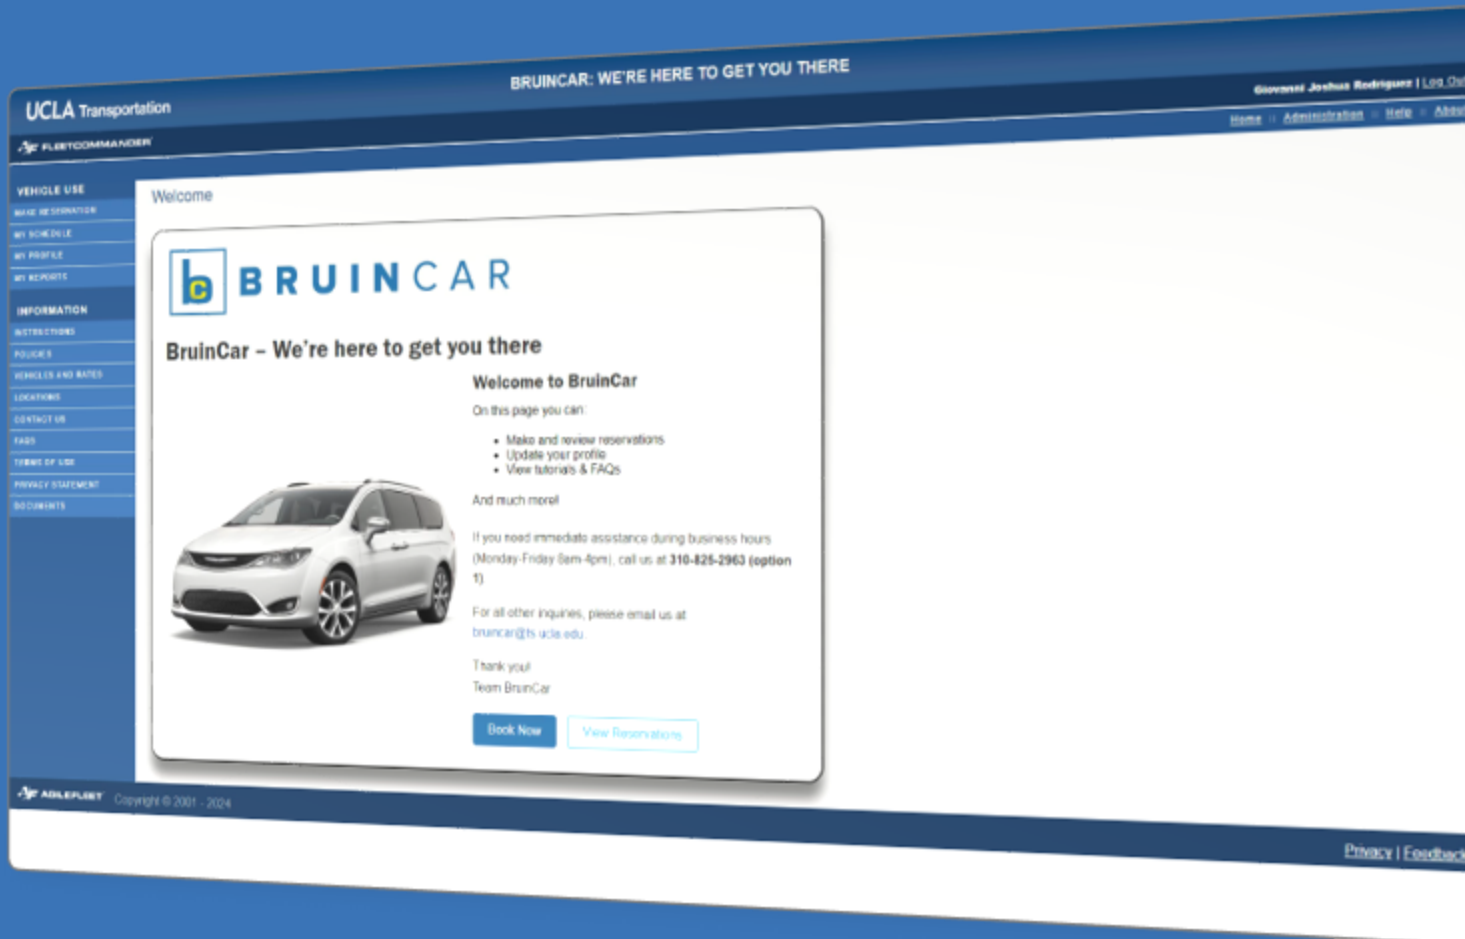 BRUINCAR: WE'RE HERE TO GET YOU THERE
UCLA Transportation
Giovanni Joshua Rodriguez | Log Out
FLEETCOMMANDER
Home :: Administration :: Help :: About
VEHICLE USE
MAKE RESERVATION
MY SCHEDULE
MY PROFILE
MY REPORTS
INFORMATION
INSTRUCTIONS
POLICIES
VEHICLES AND RATES
LOCATIONS
CONTACT US
FAQS
TERMS OF USE
PRIVACY STATEMENT
DOCUMENTS
Welcome
bc BRUINCAR
BruinCar – We're here to get you there
Welcome to BruinCar
On this page you can:
• Make and review reservations
• Update your profile
• View tutorials & FAQs
And much more!
If you need immediate assistance during business hours
(Monday-Friday 8am-4pm), call us at 310-825-2963 (option
1)
For all other inquiries, please email us at
bruincar@ts.ucla.edu.
Thank you!
Team BruinCar
Book Now
View Reservations
AGILEFLEET Copyright © 2001 - 2024
Privacy | Feedback